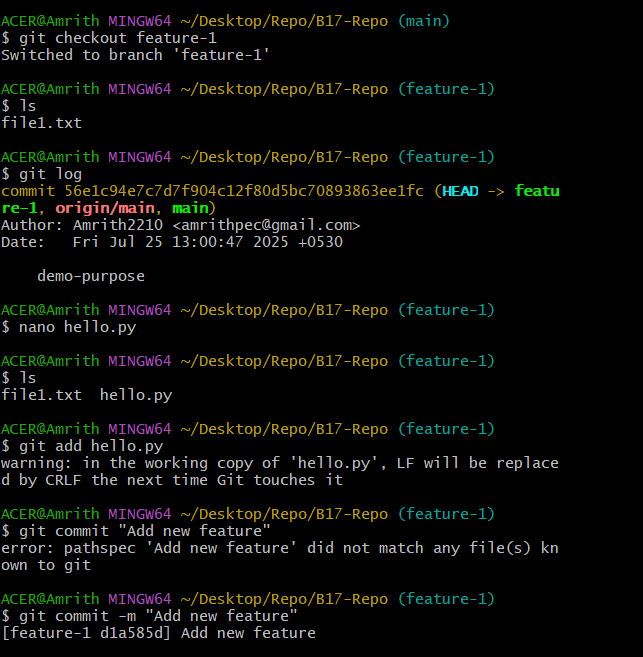 ACER@Amrith MINGW64 ~/Desktop/Repo/B17-Repo (main)
$ git checkout feature-1
Switched to branch 'feature-1'
ACER@Amrith MINGW64 ~/Desktop/Repo/B17-Repo (feature-1)
$ ls
file1.txt
ACER@Amrith MINGW64 ~/Desktop/Repo/B17-Repo (feature-1)
$ git log
commit 56e1c94e7c7d7f904c12f80d5bc70893863ee1fc (HEAD -> featu
re-1, origin/main, main)
Author: Amrith2210 <amrithpec@gmail.com>
Date:   Fri Jul 25 13:00:47 2025 +0530
    demo-purpose
ACER@Amrith MINGW64 ~/Desktop/Repo/B17-Repo (feature-1)
$ nano hello.py
ACER@Amrith MINGW64 ~/Desktop/Repo/B17-Repo (feature-1)
$ ls
file1.txt  hello.py
ACER@Amrith MINGW64 ~/Desktop/Repo/B17-Repo (feature-1)
$ git add hello.py
warning: in the working copy of 'hello.py', LF will be replace
d by CRLF the next time Git touches it
ACER@Amrith MINGW64 ~/Desktop/Repo/B17-Repo (feature-1)
$ git commit "Add new feature"
error: pathspec 'Add new feature' did not match any file(s) kn
own to git
ACER@Amrith MINGW64 ~/Desktop/Repo/B17-Repo (feature-1)
$ git commit -m "Add new feature"
[feature-1 d1a585d] Add new feature